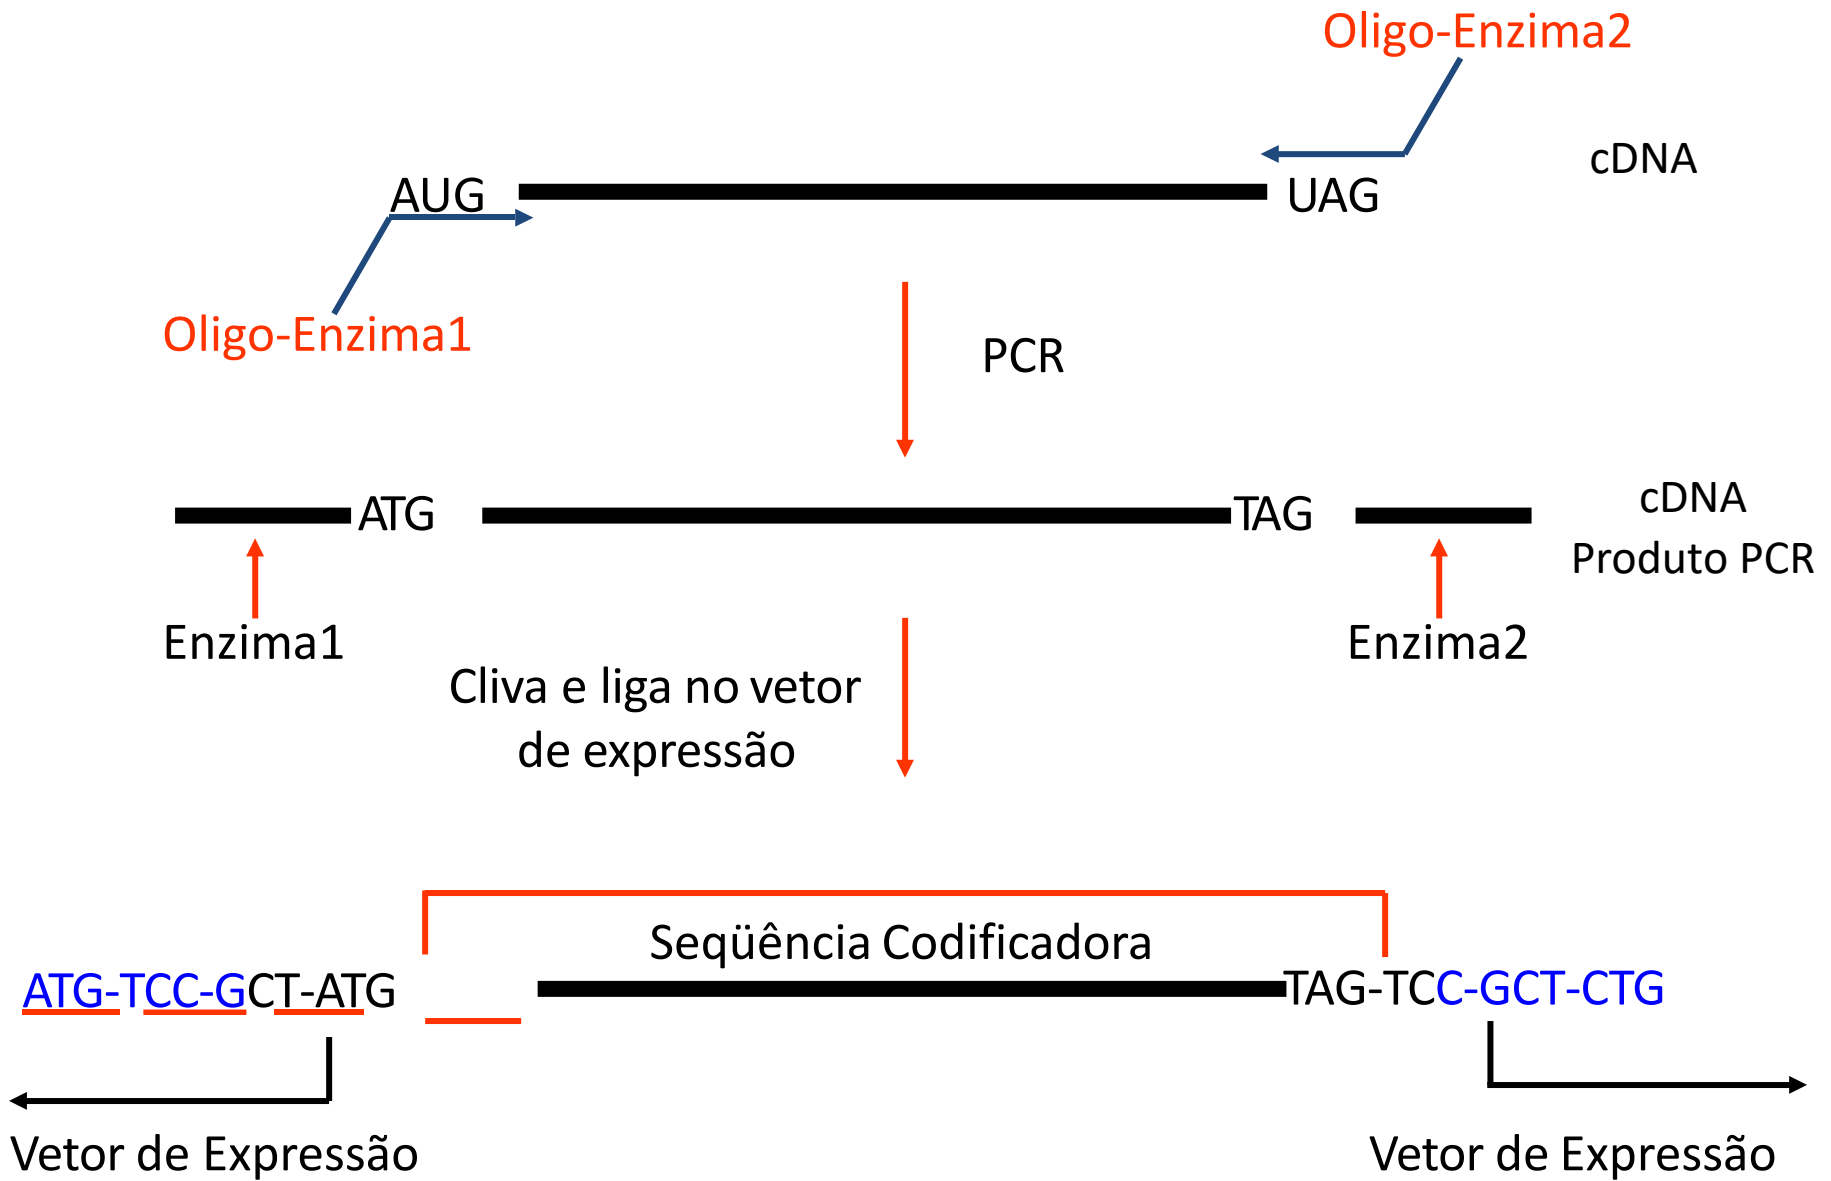 Oligo-Enzima2
cDNA
AUG
UAG
Oligo-Enzima1
PCR
ATG
TAG
cDNA
Produto PCR
Enzima1
Enzima2
Cliva e liga no vetor
de expressão
Seqüência Codificadora
ATG-TCC-GCT-ATG
TAG-TCC-GCT-CTG
Vetor de Expressão
Vetor de Expressão